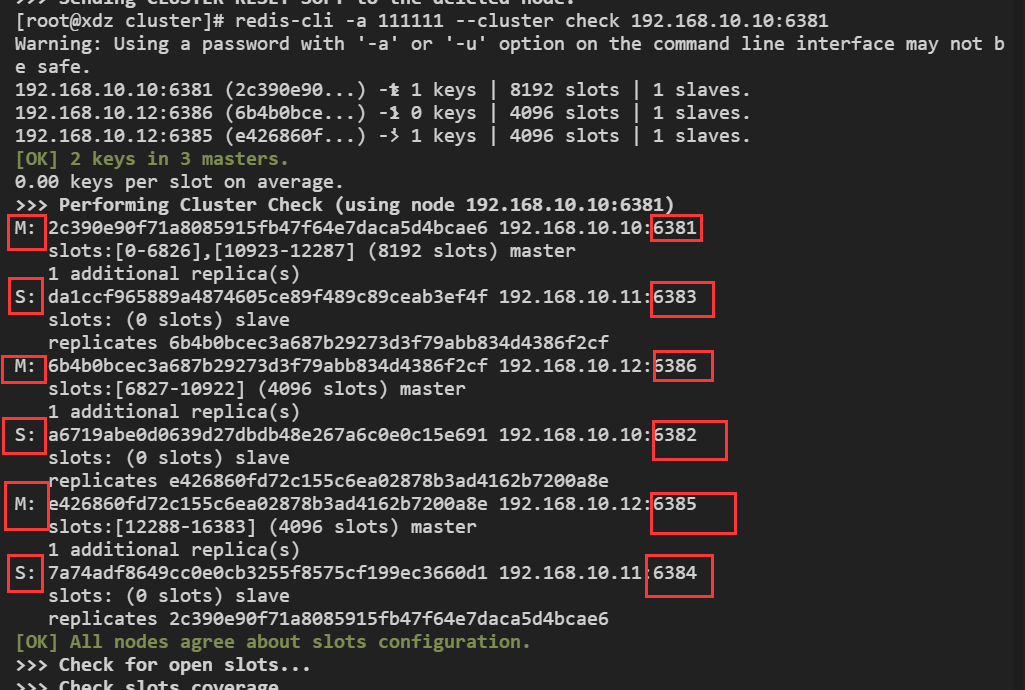 >>> Sending CLUSTER RESET SOFT to the deleted node.
[root@xdz cluster]# redis-cli -a 111111 --cluster check 192.168.10.10:6381
Warning: Using a password with '-a' or '-u' option on the command line interface may not b
e safe.
192.168.10.10:6381 (2c390e90...) -> 1 keys | 8192 slots | 1 slaves.
192.168.10.12:6386 (6b4b0bce...) -> 0 keys | 4096 slots | 1 slaves.
192.168.10.12:6385 (e426860f...) -> 1 keys | 4096 slots | 1 slaves.
[OK] 2 keys in 3 masters.
0.00 keys per slot on average.
>>> Performing Cluster Check (using node 192.168.10.10:6381)
M: 2c390e90f71a8085915fb47f64e7daca5d4bcae6 192.168.10.10:6381
slots:[0-6826],[10923-12287] (8192 slots) master
1 additional replica(s)
S: da1ccf965889a4874605ce89f489c89ceab3ef4f 192.168.10.11:6383
slots: (0 slots) slave
replicates 6b4b0bcec3a687b29273d3f79abb834d4386f2cf
M: 6b4b0bcec3a687b29273d3f79abb834d4386f2cf 192.168.10.12:6386
slots:[6827-10922] (4096 slots) master
1 additional replica(s)
S: a6719abe0d0639d27dbdb48e267a6c0e0c15e691 192.168.10.10:6382
slots: (0 slots) slave
replicates e426860fd72c155c6ea02878b3ad4162b7200a8e
M: e426860fd72c155c6ea02878b3ad4162b7200a8e 192.168.10.12:6385
slots:[12288-16383] (4096 slots) master
1 additional replica(s)
S: 7a74adf8649cc0e0cb3255f8575cf199ec3660d1 192.168.10.11:6384
slots: (0 slots) slave
replicates 2c390e90f71a8085915fb47f64e7daca5d4bcae6
[OK] All nodes agree about slots configuration.
>>> Check for open slots...
>>> Check slots coverage